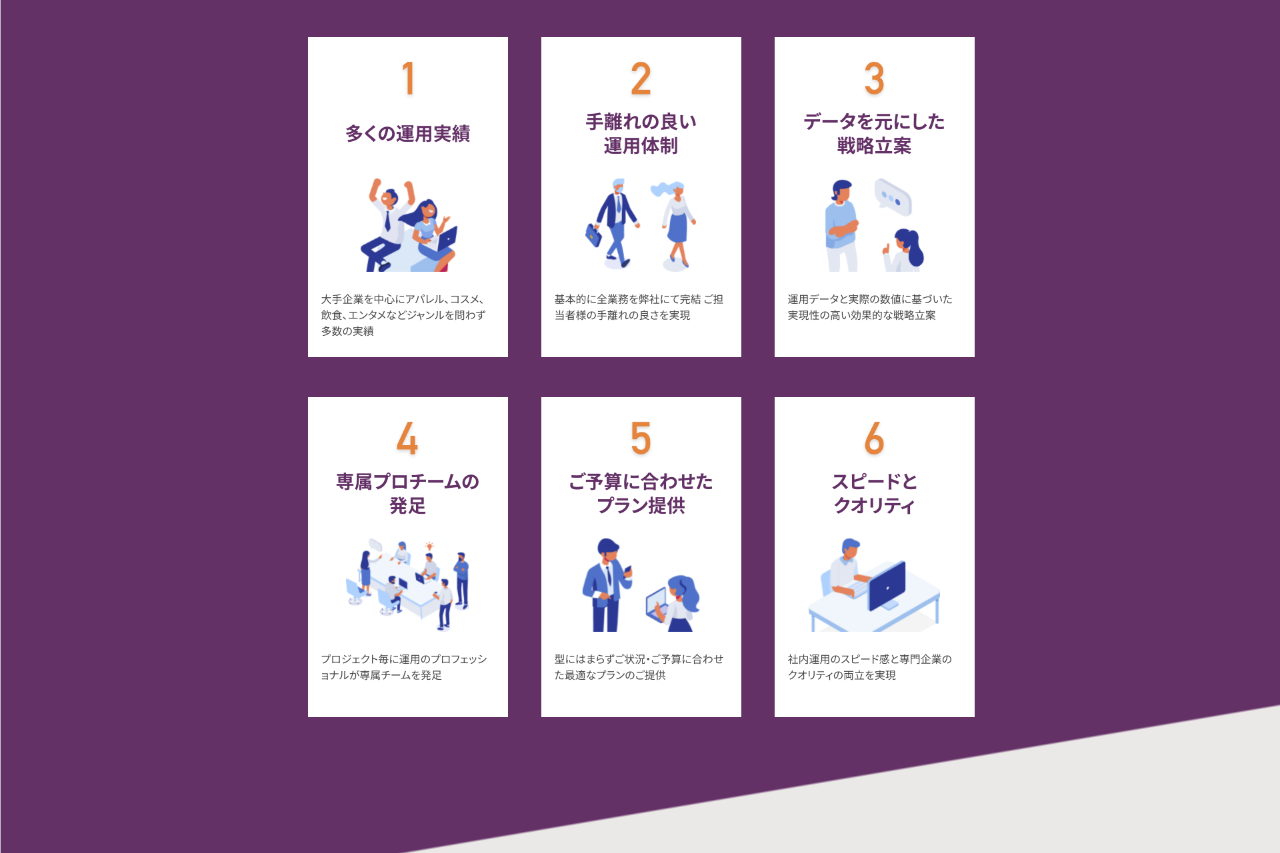 1
多くの運用実績
大手企業を中心にアパレル、コスメ、
飲食、エンタメなどジャンルを問わず
多数の実績
2
手離れの良い
運用体制
基本的に全業務を弊社にて完結 ご担
当者様の手離れの良さを実現
3
データを元にした
戦略立案
運用データと実際の数値に基づいた
実現性の高い効果的な戦略立案
4
専属プロチームの
発足
プロジェクト毎に運用のプロフェッシ
ョナルが専属チームを発足
5
ご予算に合わせた
プラン提供
型にはまらずご状況・ご予算に合わせ
た最適なプランのご提供
6
スピードと
クオリティ
社内運用のスピード感と専門企業の
クオリティの両立を実現